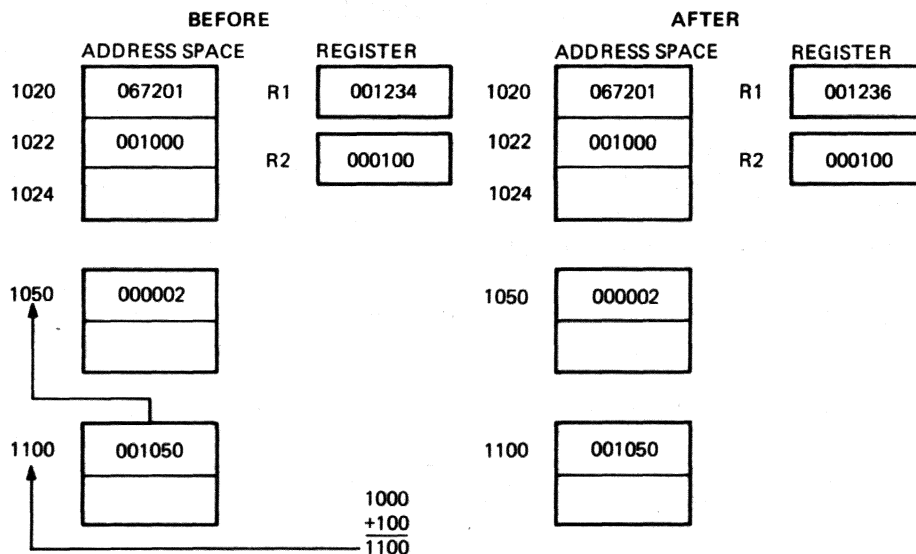 BEFORE AFTER
ADDRESS SPACE REGISTER ADDRESS SPACE REGISTER
1020 067201 R1 001234 1020 067201 R1 001236
1022 001000 R2 000100 1022 001000 R2 000100
1024 1024
1050 000002 1050 000002
1100 001050 1100 001050
1000
+100
1100